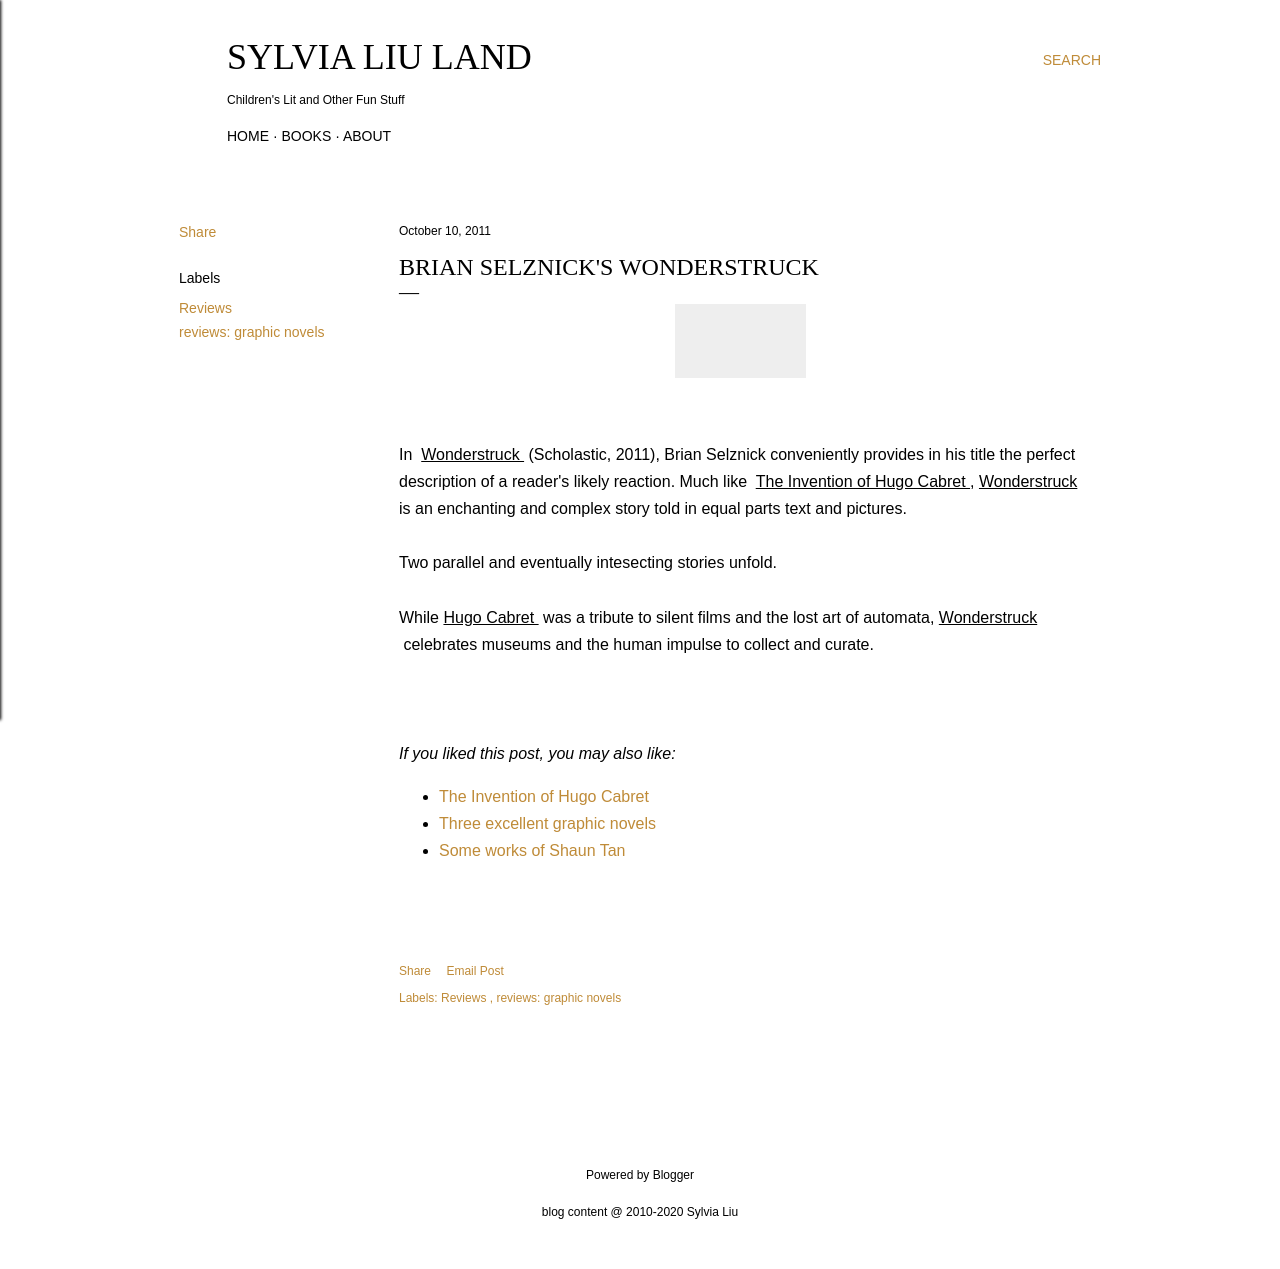 SYLVIA LIU LAND
SEARCH
Children's Lit and Other Fun Stuff
HOME · BOOKS · ABOUT
Share
Labels
Reviews
reviews: graphic novels
October 10, 2011
BRIAN SELZNICK'S WONDERSTRUCK
In Wonderstruck (Scholastic, 2011), Brian Selznick conveniently provides in his title the perfect
description of a reader's likely reaction. Much like The Invention of Hugo Cabret , Wonderstruck
is an enchanting and complex story told in equal parts text and pictures.
Two parallel and eventually intesecting stories unfold.
While Hugo Cabret was a tribute to silent films and the lost art of automata, Wonderstruck
celebrates museums and the human impulse to collect and curate.
If you liked this post, you may also like:
• The Invention of Hugo Cabret
• Three excellent graphic novels
• Some works of Shaun Tan
Share Email Post
Labels: Reviews , reviews: graphic novels
Powered by Blogger
blog content @ 2010-2020 Sylvia Liu